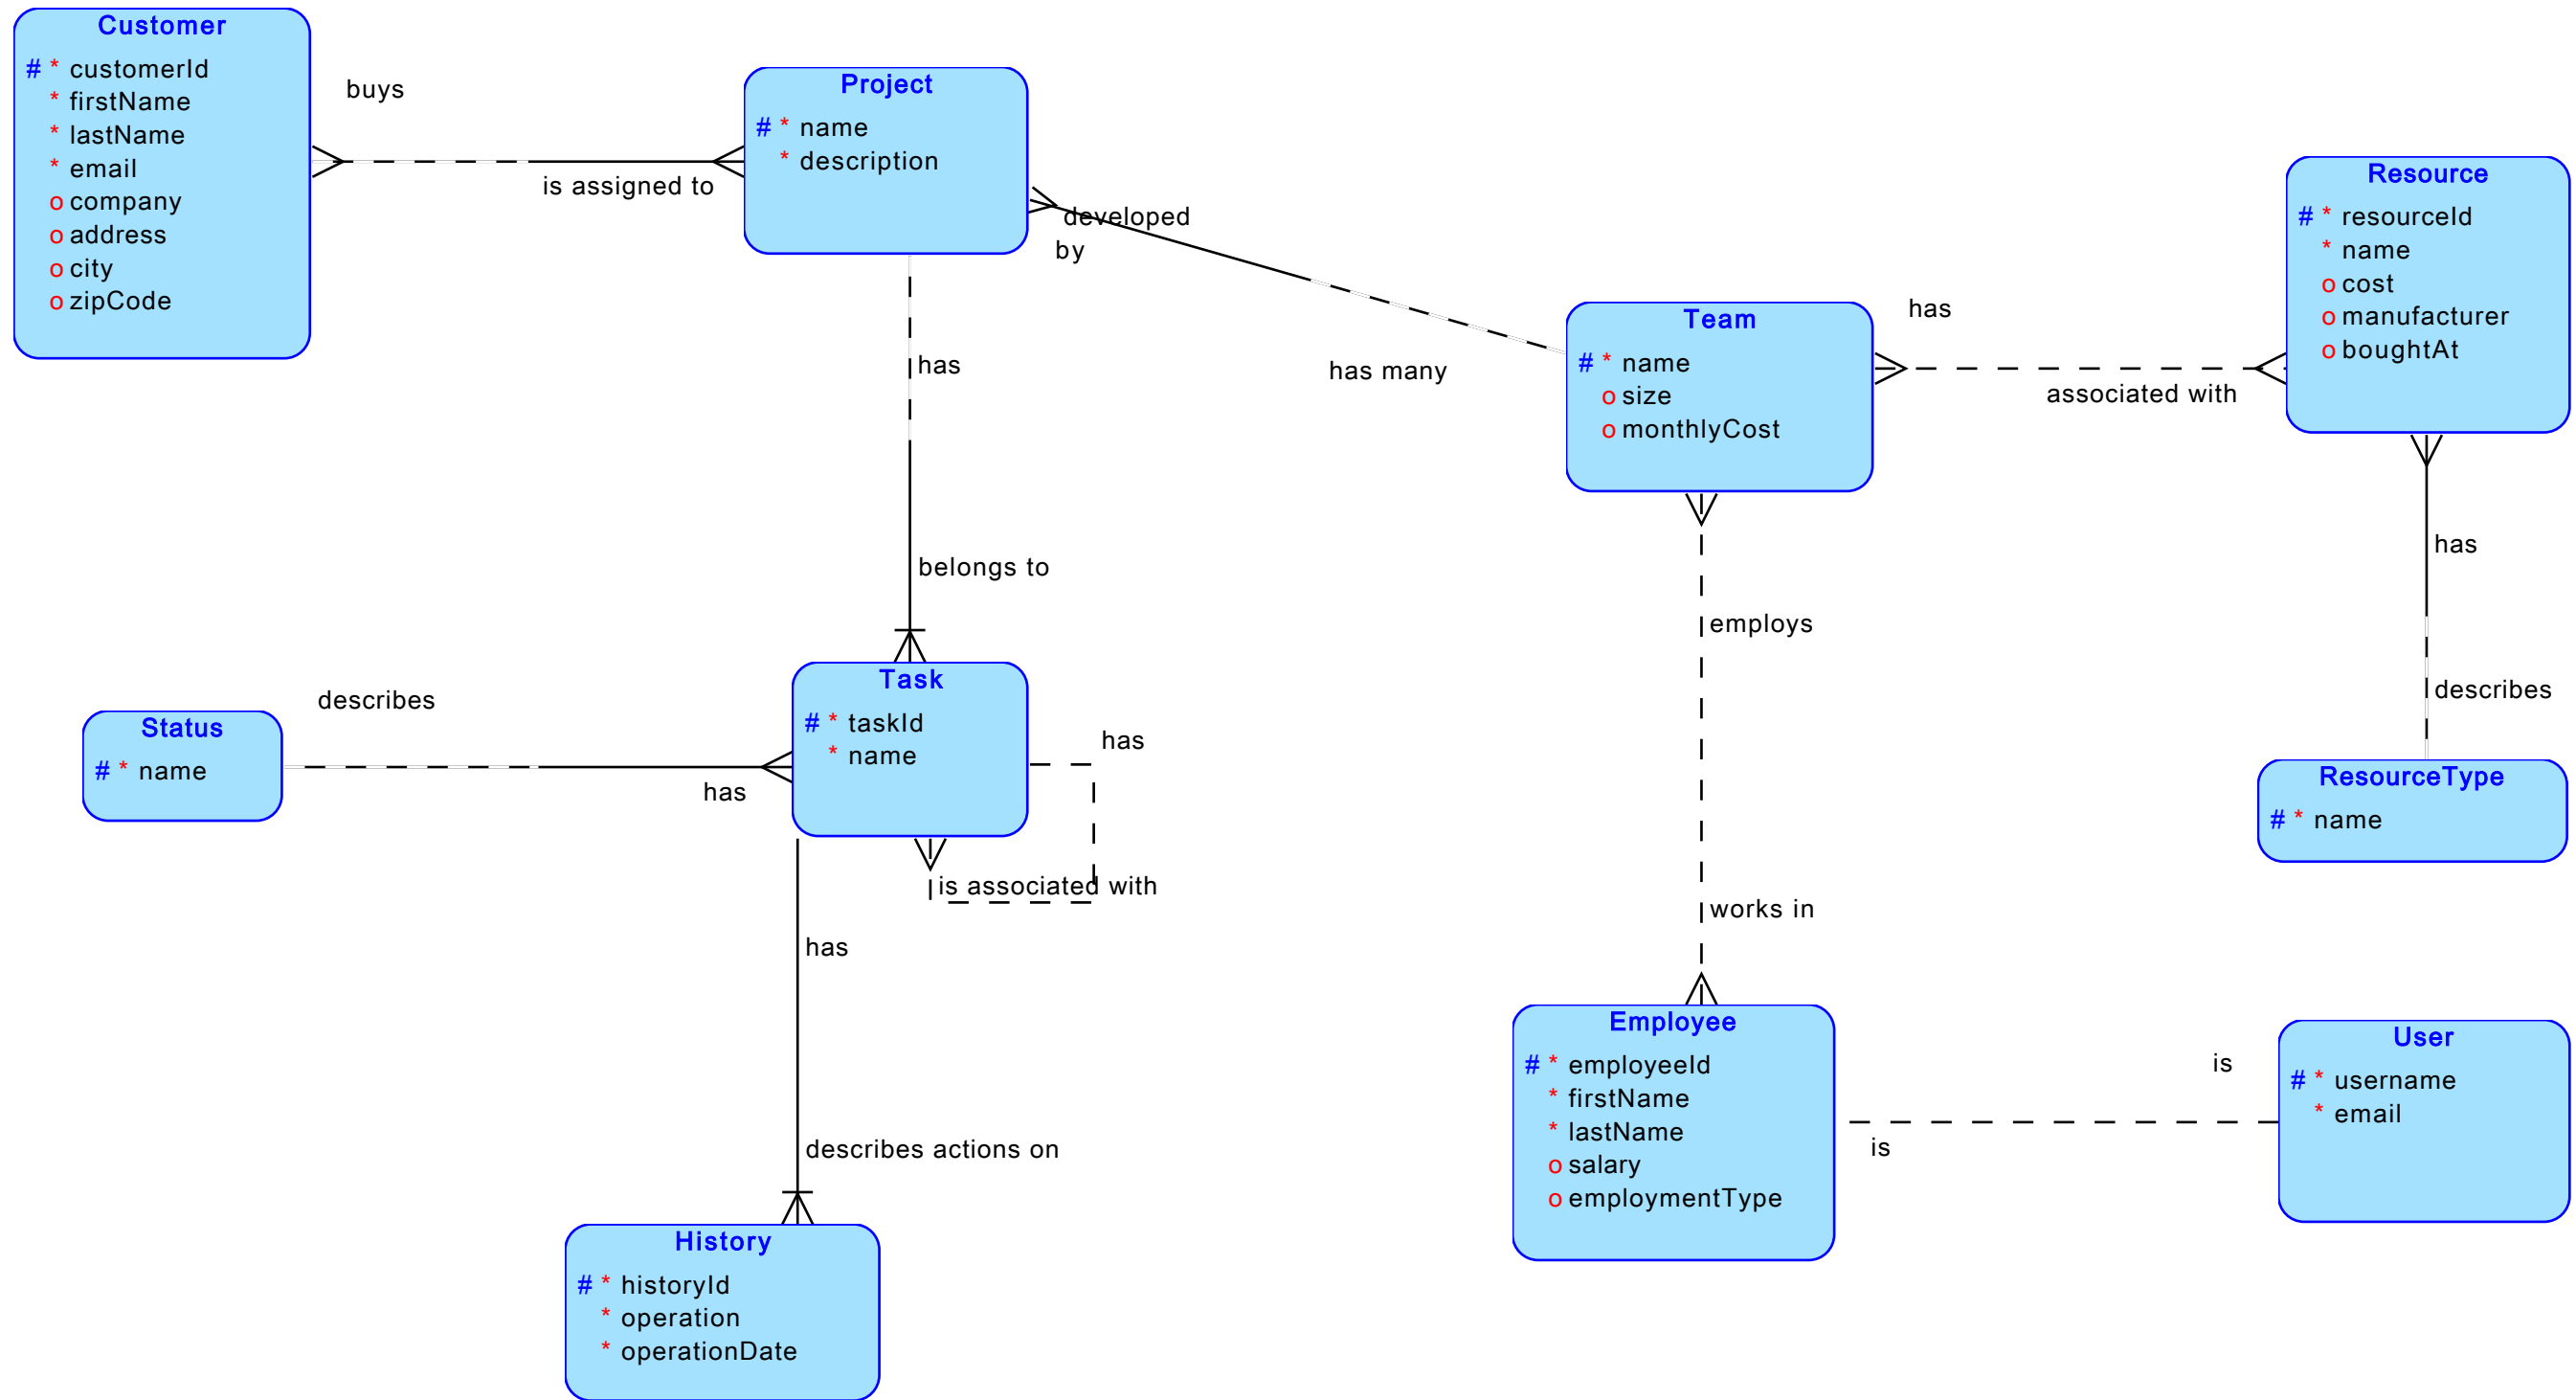 Customer
# * customerId
* firstName
* lastName
* email
o company
o address
o city
o zipCode
buys
is assigned to
Project
# * name
* description
developed
by
has many
has
belongs to
Team
# * name
o size
o monthlyCost
has
associated with
Resource
# * resourceId
* name
o cost
o manufacturer
o boughtAt
has
describes
ResourceType
# * name
employs
works in
Status
# * name
describes
has
Task
# * taskId
* name
has
is associated with
has
describes actions on
History
# * historyId
* operation
* operationDate
Employee
# * employeeId
* firstName
* lastName
o salary
o employmentType
is
is
User
# * username
* email